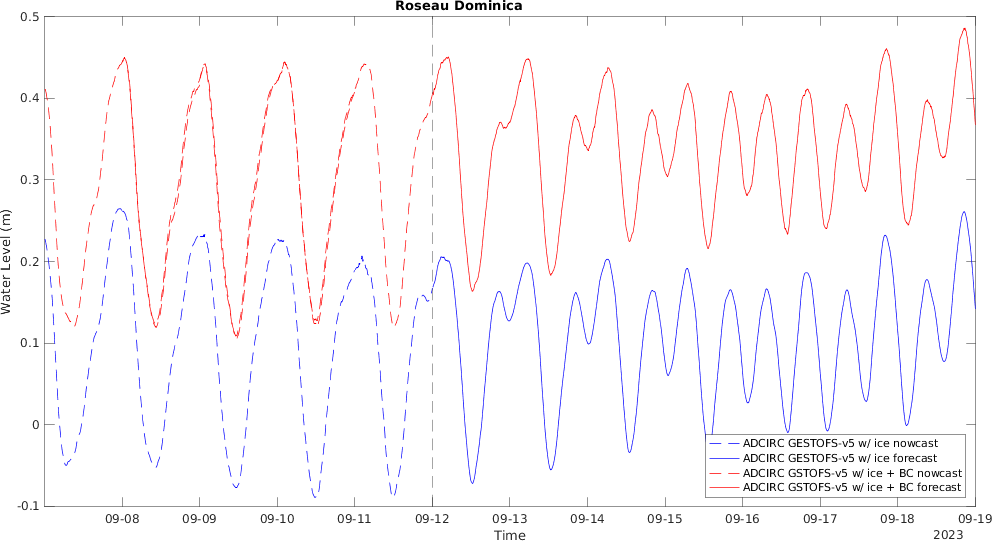 Roseau Dominica
0.5
0.4
0.3
0.2
0.1
0
-0.1
Water Level (m)
ADCIRC GESTOFS-v5 w/ ice nowcast
ADCIRC GESTOFS-v5 w/ ice forecast
ADCIRC GSTOFS-v5 w/ ice + BC nowcast
ADCIRC GSTOFS-v5 w/ ice + BC forecast
09-08 09-09 09-10 09-11 09-12 09-13 09-14 09-15 09-16 09-17 09-18 09-19
Time
2023